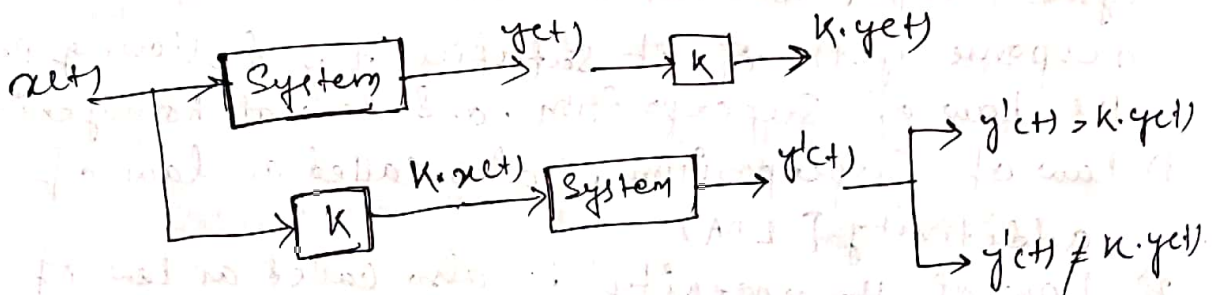 x(t)
System
y(t)
K
K.y(t)
K
K.x(t)
System
y'(t)
y'(t) = K.y(t)
y'(t) ≠ K.y(t)